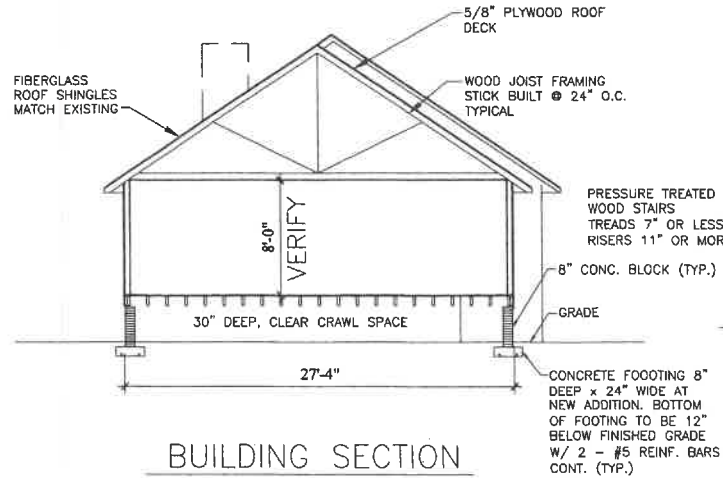 5/8" PLYWOOD ROOF
DECK
FIBERGLASS
ROOF SHINGLES
MATCH EXISTING
WOOD JOIST FRAMING
STICK BUILT @ 24" O.C.
TYPICAL
8'-0"
VERIFY
PRESSURE TREATED
WOOD STAIRS
TREADS 7" OR LESS
RISERS 11" OR MOR
8" CONC. BLOCK (TYP.)
30" DEEP, CLEAR CRAWL SPACE
GRADE
27'-4"
CONCRETE FOOOTING 8"
DEEP x 24" WIDE AT
NEW ADDITION. BOTTOM
OF FOOTING TO BE 12"
BELOW FINISHED GRADE
W/ 2 - #5 REINF. BARS
CONT. (TYP.)
BUILDING SECTION